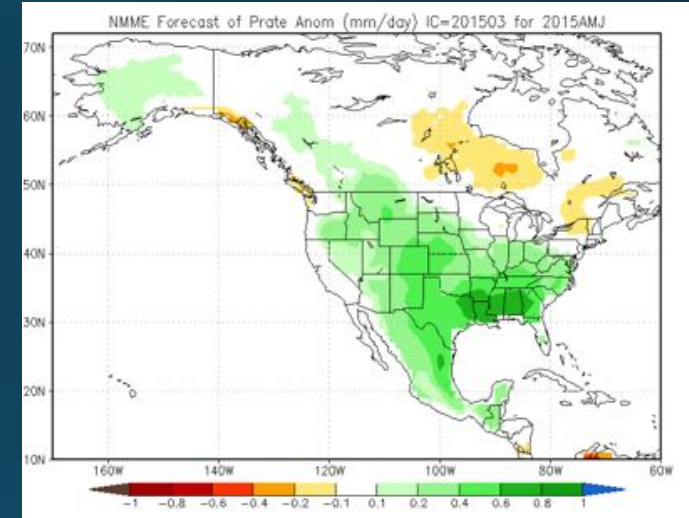 NMME Forecast of Prate Anom (mm/day) IC=201503 for 2015AMJ
70N
60N
50N
40N
30N
20N
10N
160W 140W 120W 100W 80W 60W
-1 -0.8 -0.6 -0.4 -0.2 -0.1 0.1 0.2 0.4 0.6 0.8 1